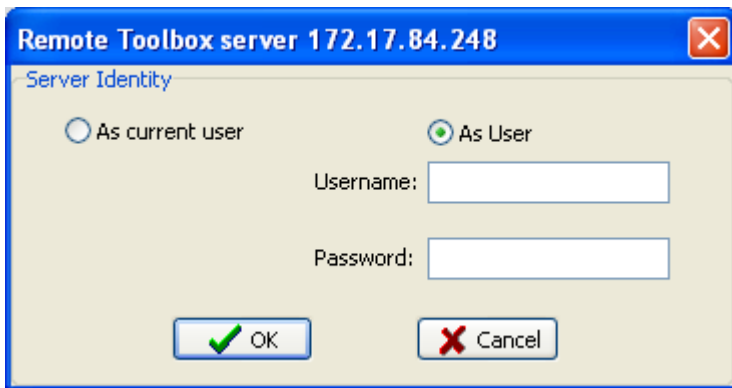 Remote Toolbox server 172.17.84.248
Server Identity
As current user As User
Username:
Password:
OK Cancel